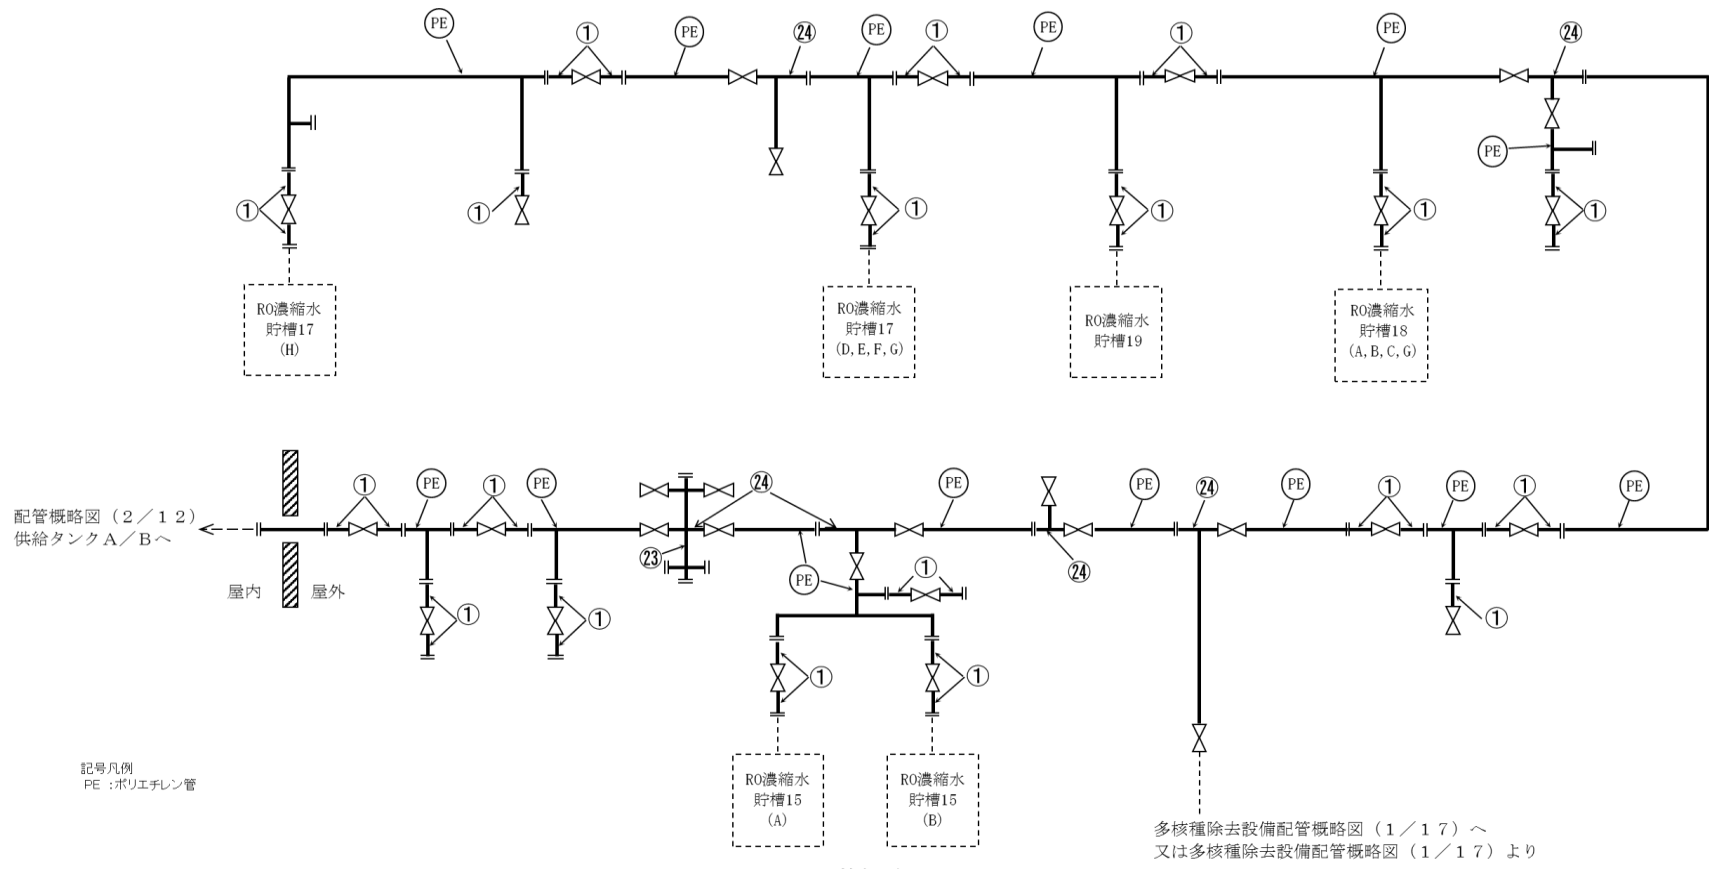 PE
①
PE
㉔
PE
①
PE
①
PE
㉔
PE
①
①
①
①
①
①
RO濃縮水
貯槽17
(H)
RO濃縮水
貯槽17
(D, E, F, G)
RO濃縮水
貯槽19
RO濃縮水
貯槽18
(A, B, C, G)
配管概略図（２／１２）
供給タンクＡ／Ｂへ
屋内
屋外
①
PE
①
PE
㉔
PE
PE
㉔
PE
①
PE
①
PE
㉓
PE
①
㉔
①
①
①
①
①
RO濃縮水
貯槽15
(A)
RO濃縮水
貯槽15
(B)
記号凡例
PE ：ポリエチレン管
多核種除去設備配管概略図（１／１７）へ
又は多核種除去設備配管概略図（１／１７）より